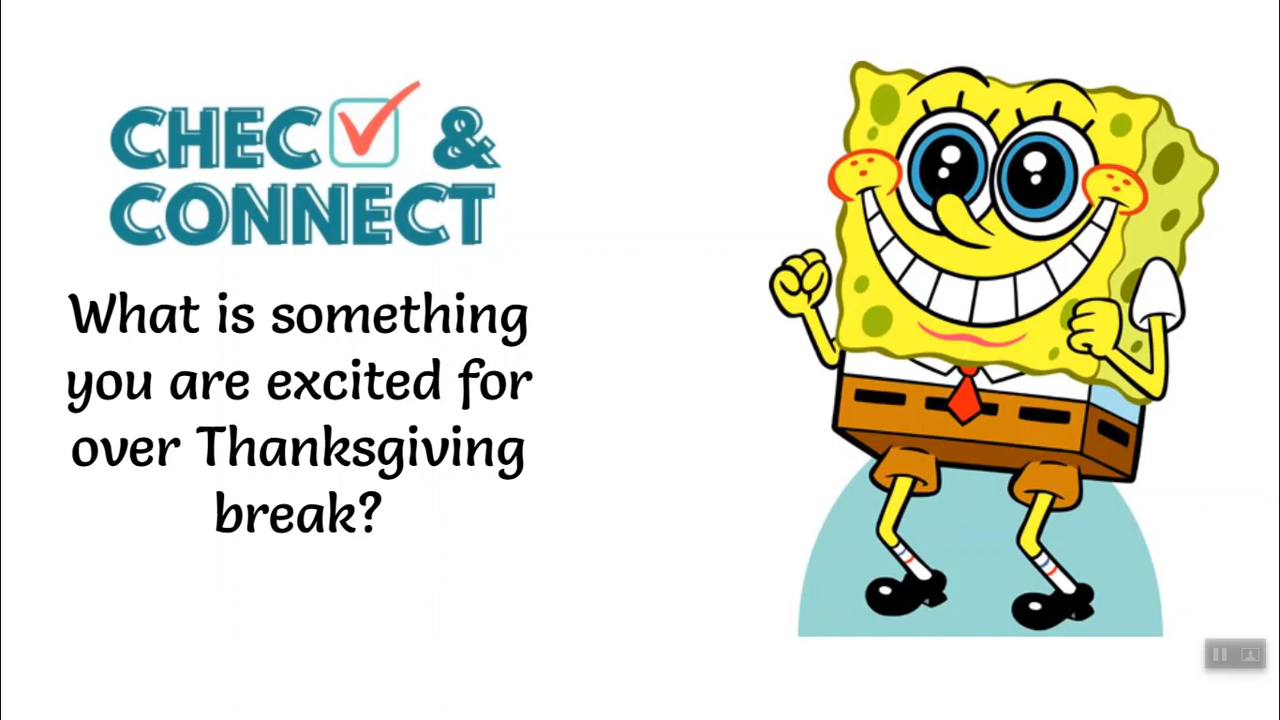 CHEC &
CONNECT
What is something
you are excited for
over Thanksgiving
break?